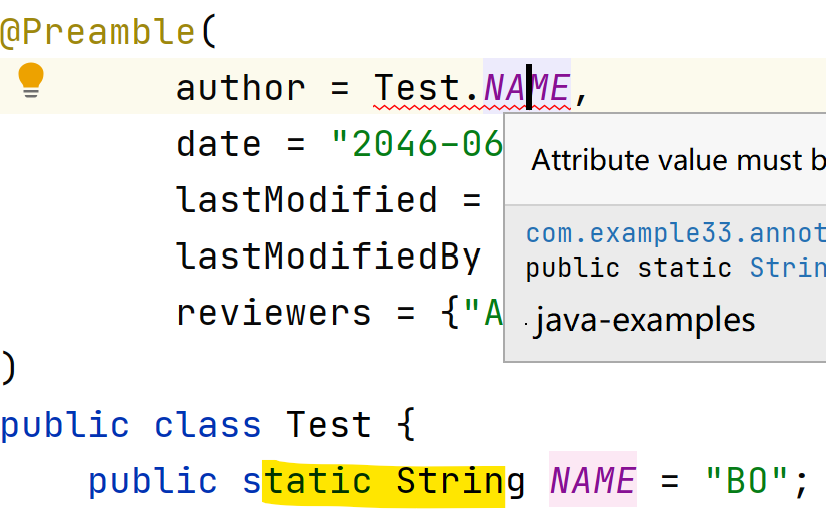 @Preamble(
author = Test.NAME,
date = "2046-06
lastModified =
lastModifiedBy
reviewers = {"A
Attribute value must b
com.example33.annot
public static Strin
java-examples
)
public class Test {
public static String NAME = "BO";